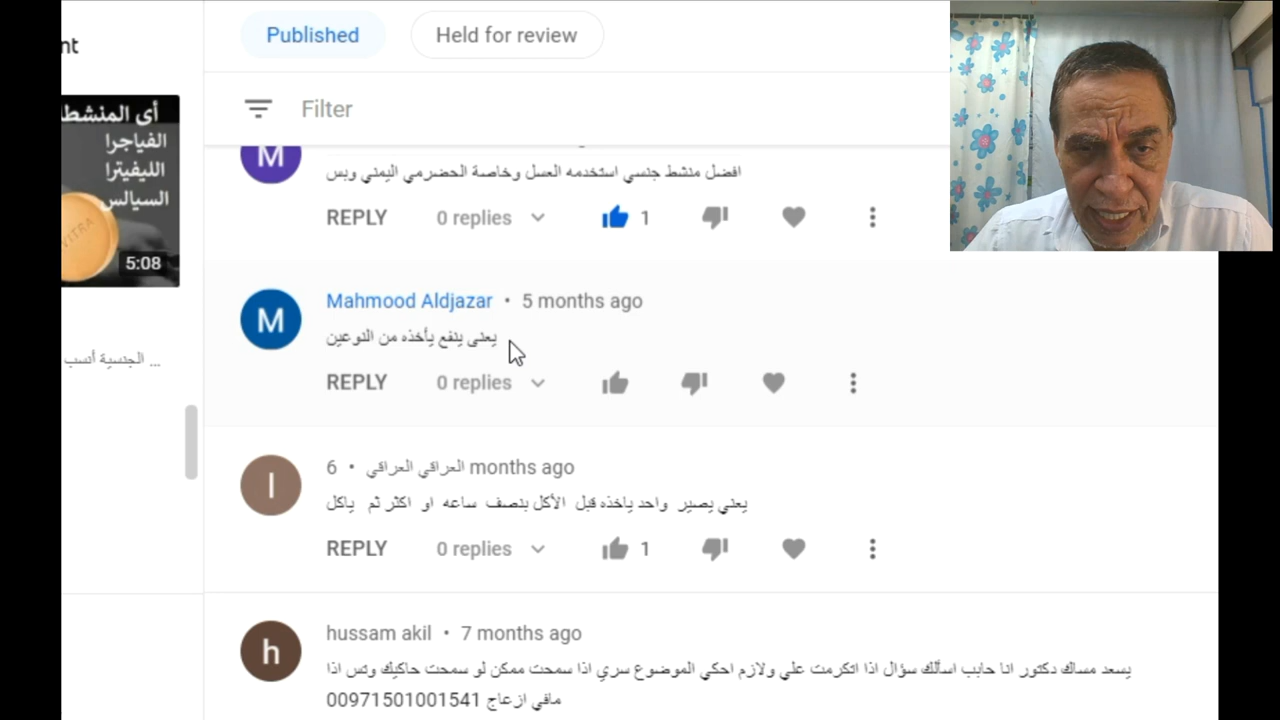 nt
Published
Held for review
Filter
أى المنشطا
الفياجرا
الليفيترا
السيالس
VITRA
5:08
... الجنسية أنسب
M
افضل منشط جنسي استخدمه العسل وخاصة الحضرمي اليمني وبس
REPLY 0 replies 1
M
Mahmood Aldjazar • 5 months ago
يعنى ينفع يأخذه من النوعين
REPLY 0 replies
I
العراقي العراقي • 6 months ago
يعني يصير واحد ياخذه قبل الأكل بنصف ساعه او اكثر ثم ياكل
REPLY 0 replies 1
h
hussam akil • 7 months ago
يسعد مساك دكتور انا حابب اسألك سؤال اذا اتكرمت علي ولازم احكي الموضوع سري اذا سمحت ممكن لو سمحت حاكيك وتس اذا
مافي ازعاج 00971501001541